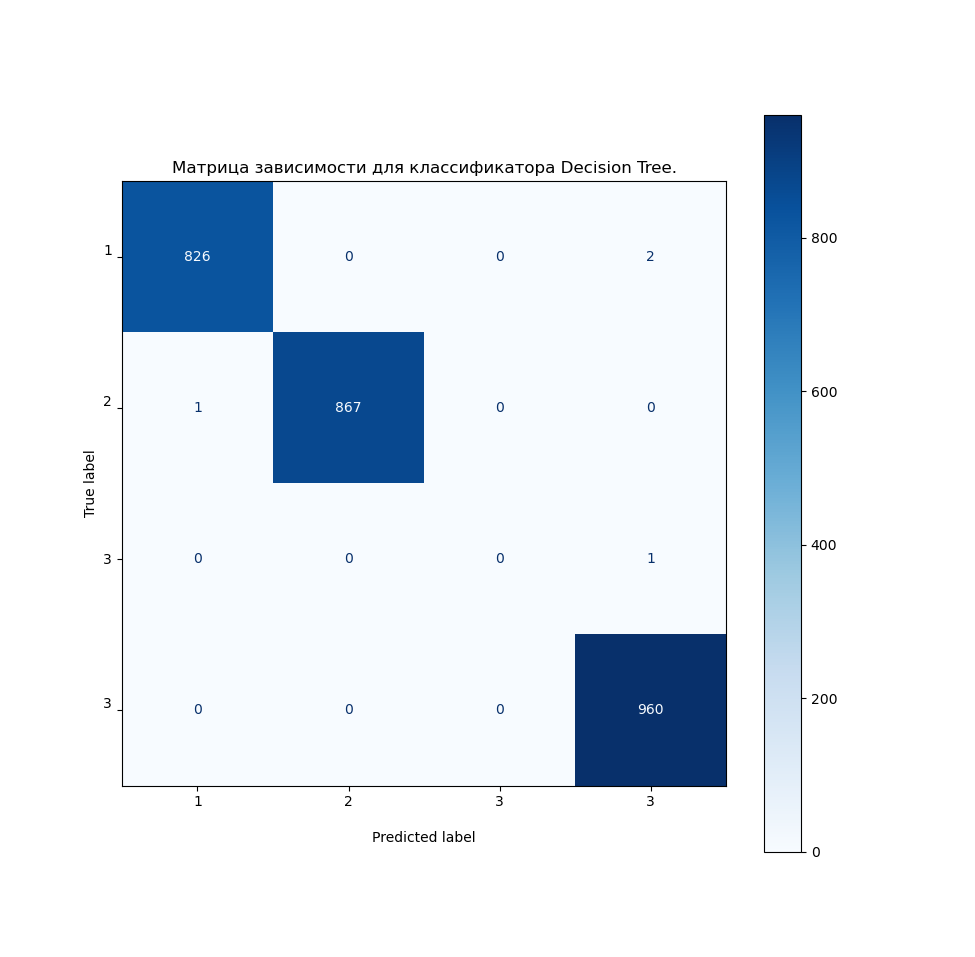 Матрица зависимости для классификатора Decision Tree.
1 826 0 0 2
2 1 867 0 0
3 0 0 0 1
3 0 0 0 960
True label
1 2 3 3
Predicted label
800
600
400
200
0